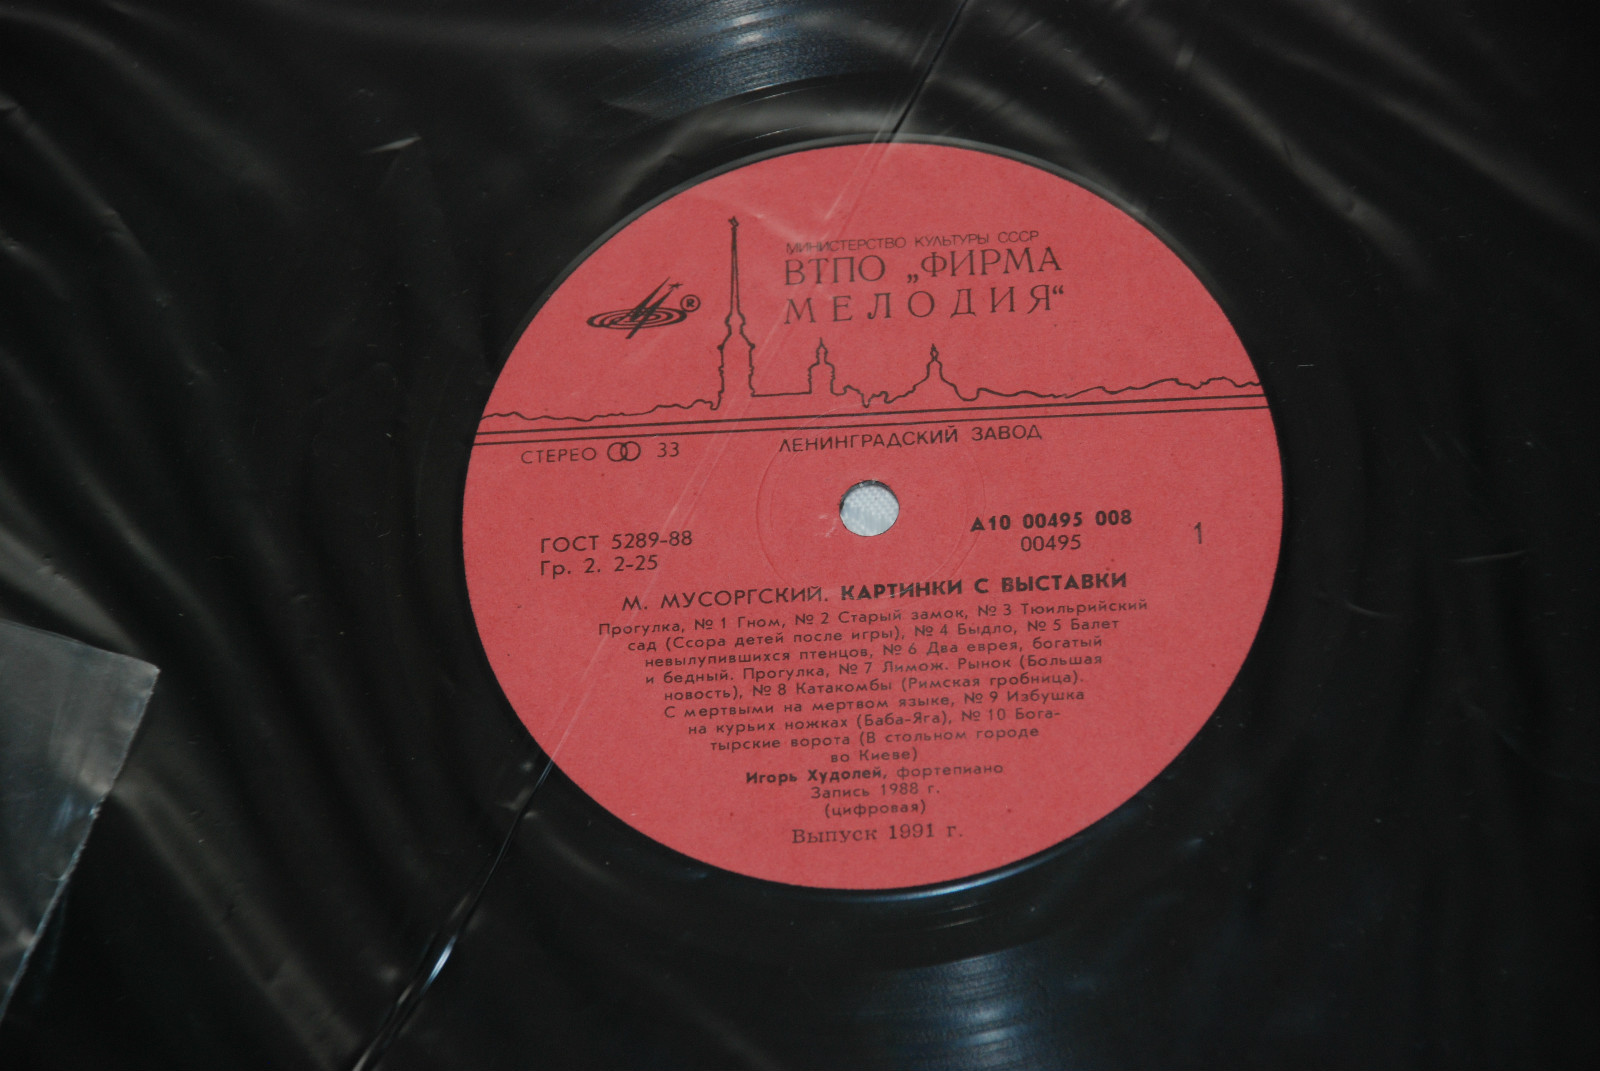 МИНИСТЕРСТВО КУЛЬТУРЫ СССР
ВТПО „ФИРМА
МЕЛОДИЯ“
®
СТЕРЕО 33
ЛЕНИНГРАДСКИЙ ЗАВОД
ГОСТ 5289-88
Гр. 2. 2-25
А10 00495 008
00495
1
М. МУСОРГСКИЙ. КАРТИНКИ С ВЫСТАВКИ
Прогулка, № 1 Гном, № 2 Старый замок, № 3 Тюильрийский
сад (Ссора детей после игры), № 4 Быдло, № 5 Балет
невылупившихся птенцов, № 6 Два еврея, богатый
и бедный. Прогулка, № 7 Лимож. Рынок (Большая
новость), № 8 Катакомбы (Римская гробница).
С мертвыми на мертвом языке, № 9 Избушка
на курьих ножках (Баба-Яга), № 10 Бога-
тырские ворота (В стольном городе
во Киеве)
Игорь Худолей, фортепиано
Запись 1988 г.
(цифровая)
Выпуск 1991 г.